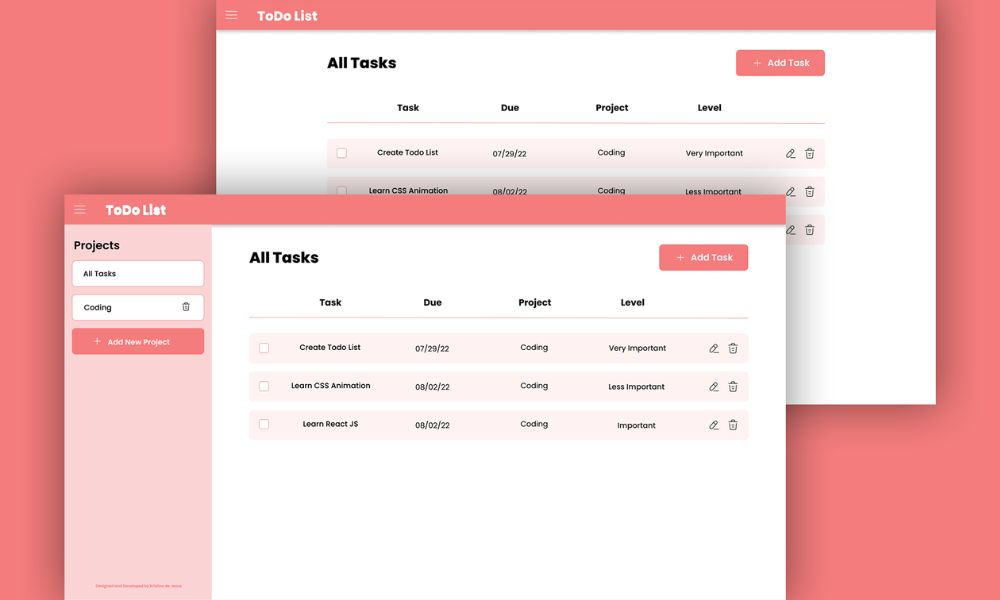 ToDo List
All Tasks
+ Add Task
Task Due Project Level
Create Todo List 07/29/22 Coding Very Important
Learn CSS Animation 08/02/22 Coding Less Important
ToDo List
Projects
All Tasks
Coding
+ Add New Project
All Tasks
+ Add Task
Task Due Project Level
Create Todo List 07/29/22 Coding Very Important
Learn CSS Animation 08/02/22 Coding Less Important
Learn React JS 08/02/22 Coding Important
Designed and Developed by Kristine de Jesus